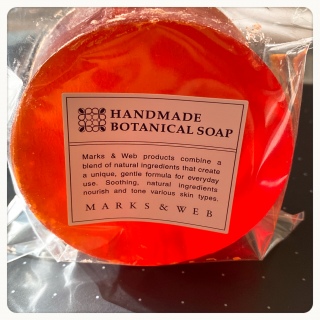 HANDMADE
BOTANICAL SOAP
Marks & Web products combine a
blend of natural ingredients that create
a unique, gentle formula for everyday
use. Soothing, natural ingredients
nourish and tone various skin types.
MARKS & WEB